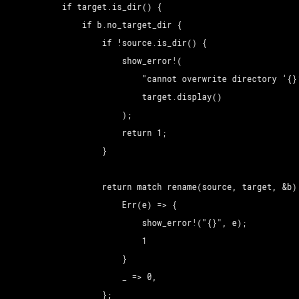 if target.is_dir() {
if b.no_target_dir {
if !source.is_dir() {
show_error!(
"cannot overwrite directory '{}
target.display()
);
return 1;
}
return match rename(source, target, &b)
Err(e) => {
show_error!("{}", e);
1
}
_ => 0,
};